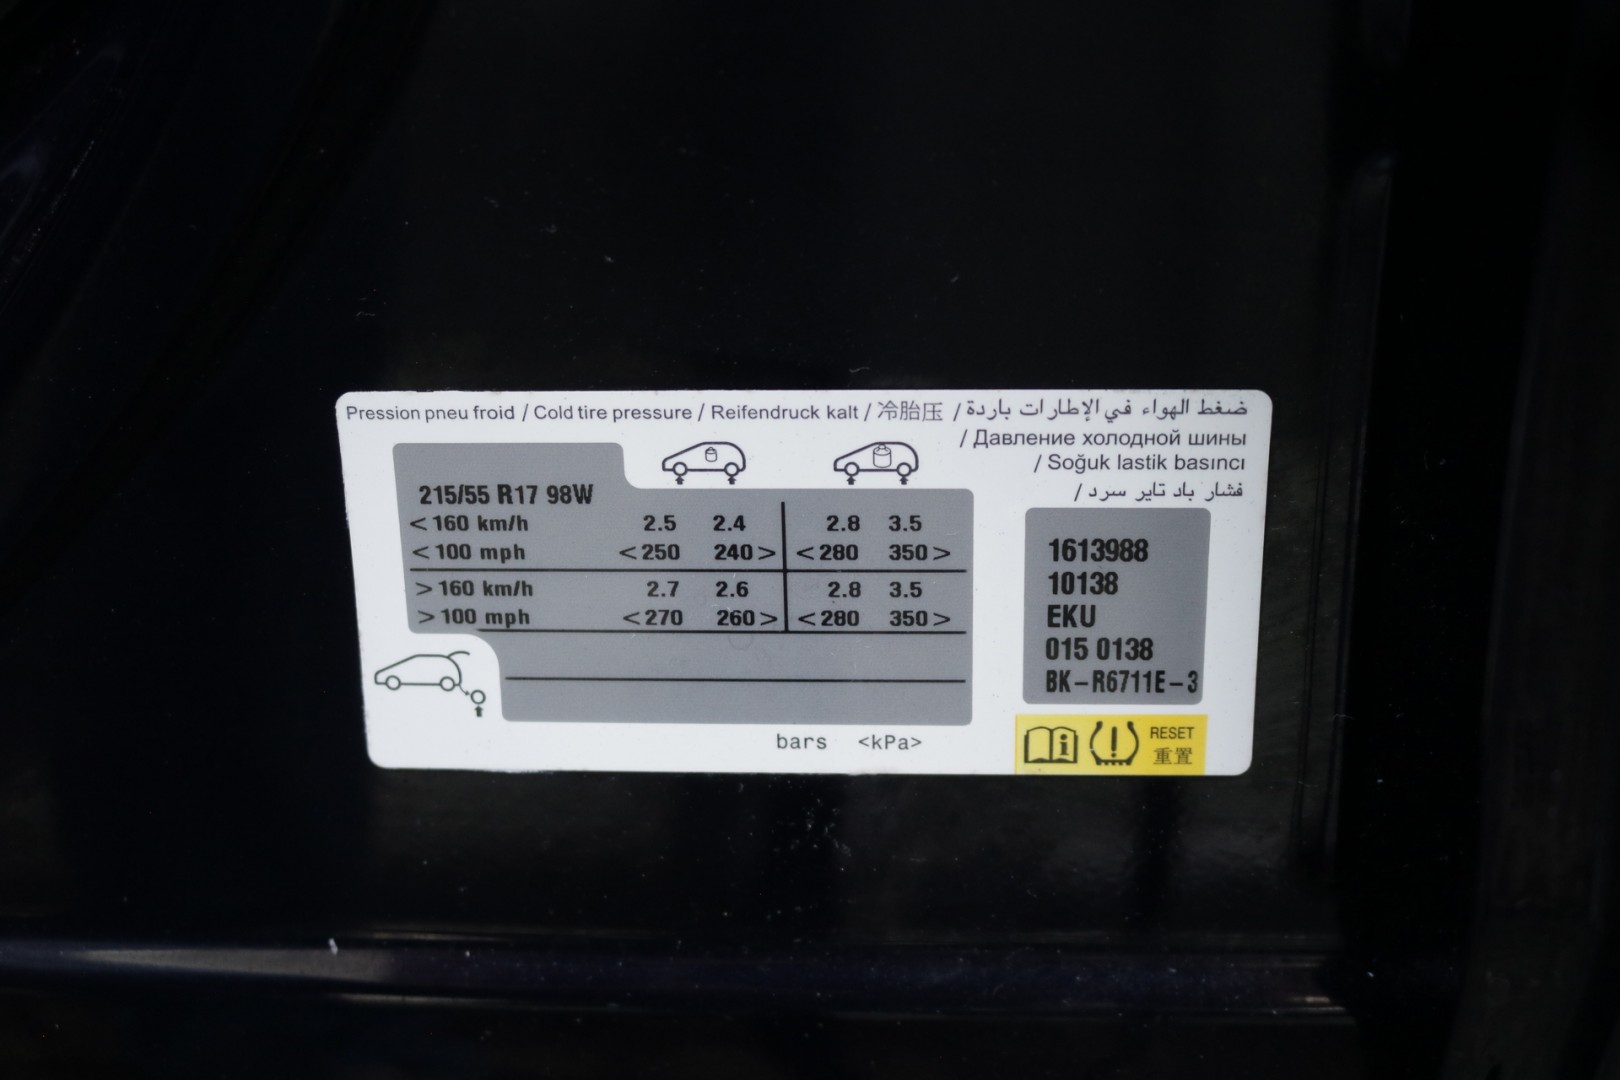 Pression pneu froid / Cold tire pressure / Reifendruck kalt / 冷胎压 / ضغط الهواء في الإطارات باردة
/ Давление холодной шины
/ Soğuk lastik basıncı
/ فشار باد تاير سرد
215/55 R17 98W
< 160 km/h 2.5 2.4 2.8 3.5
< 100 mph <250 240> <280 350>
> 160 km/h 2.7 2.6 2.8 3.5
> 100 mph <270 260> <280 350>
bars <kPa>
1613988
10138
EKU
015 0138
BK-R6711E-3
RESET
重置